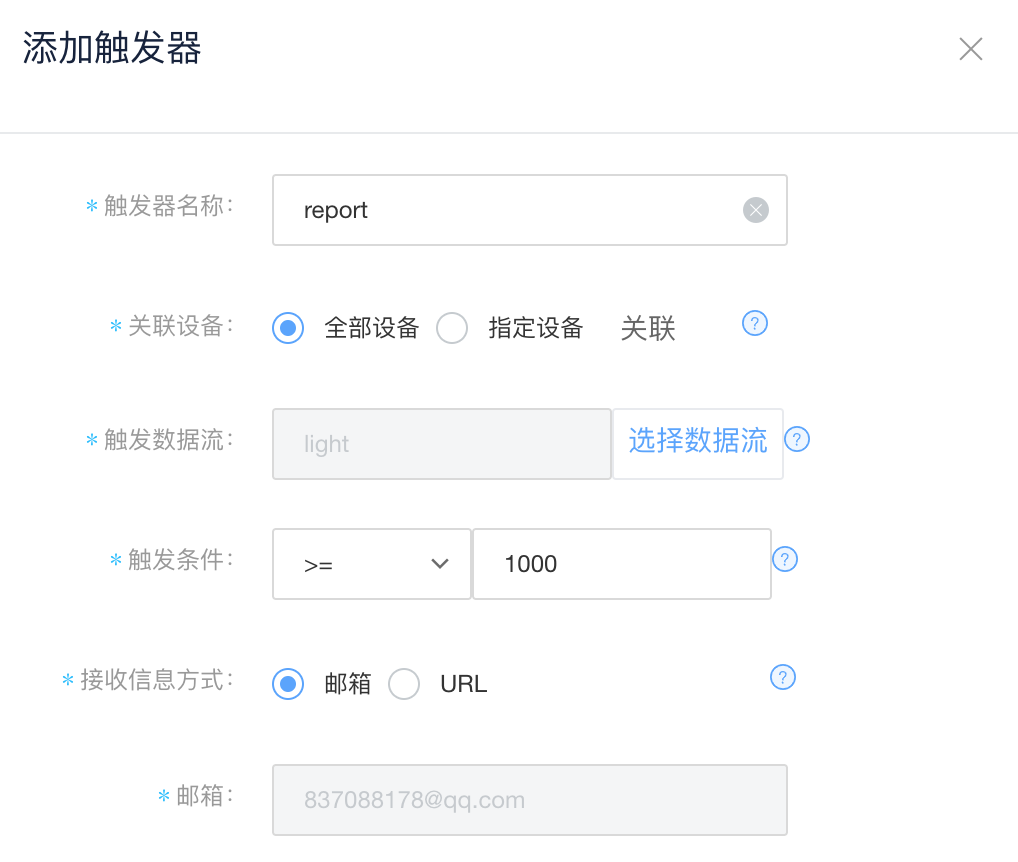 添加触发器
* 触发器名称： report
* 关联设备： 全部设备 指定设备 关联 ?
* 触发数据流： light 选择数据流 ?
* 触发条件： >= 1000 ?
* 接收信息方式： 邮箱 URL ?
* 邮箱： 837088178@qq.com